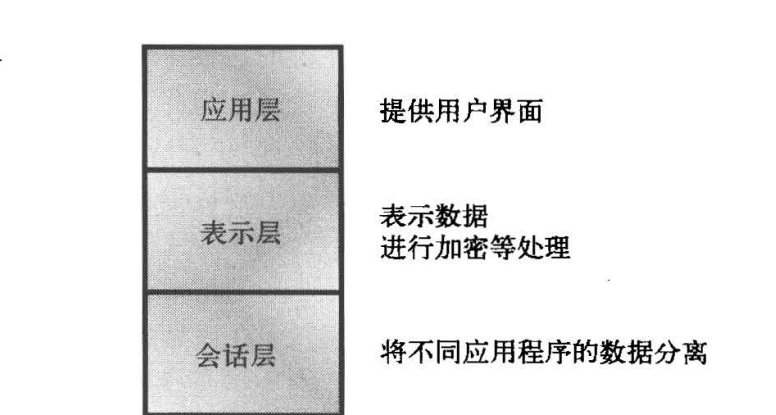 应用层
提供用户界面
表示层
表示数据
进行加密等处理
会话层
将不同应用程序的数据分离